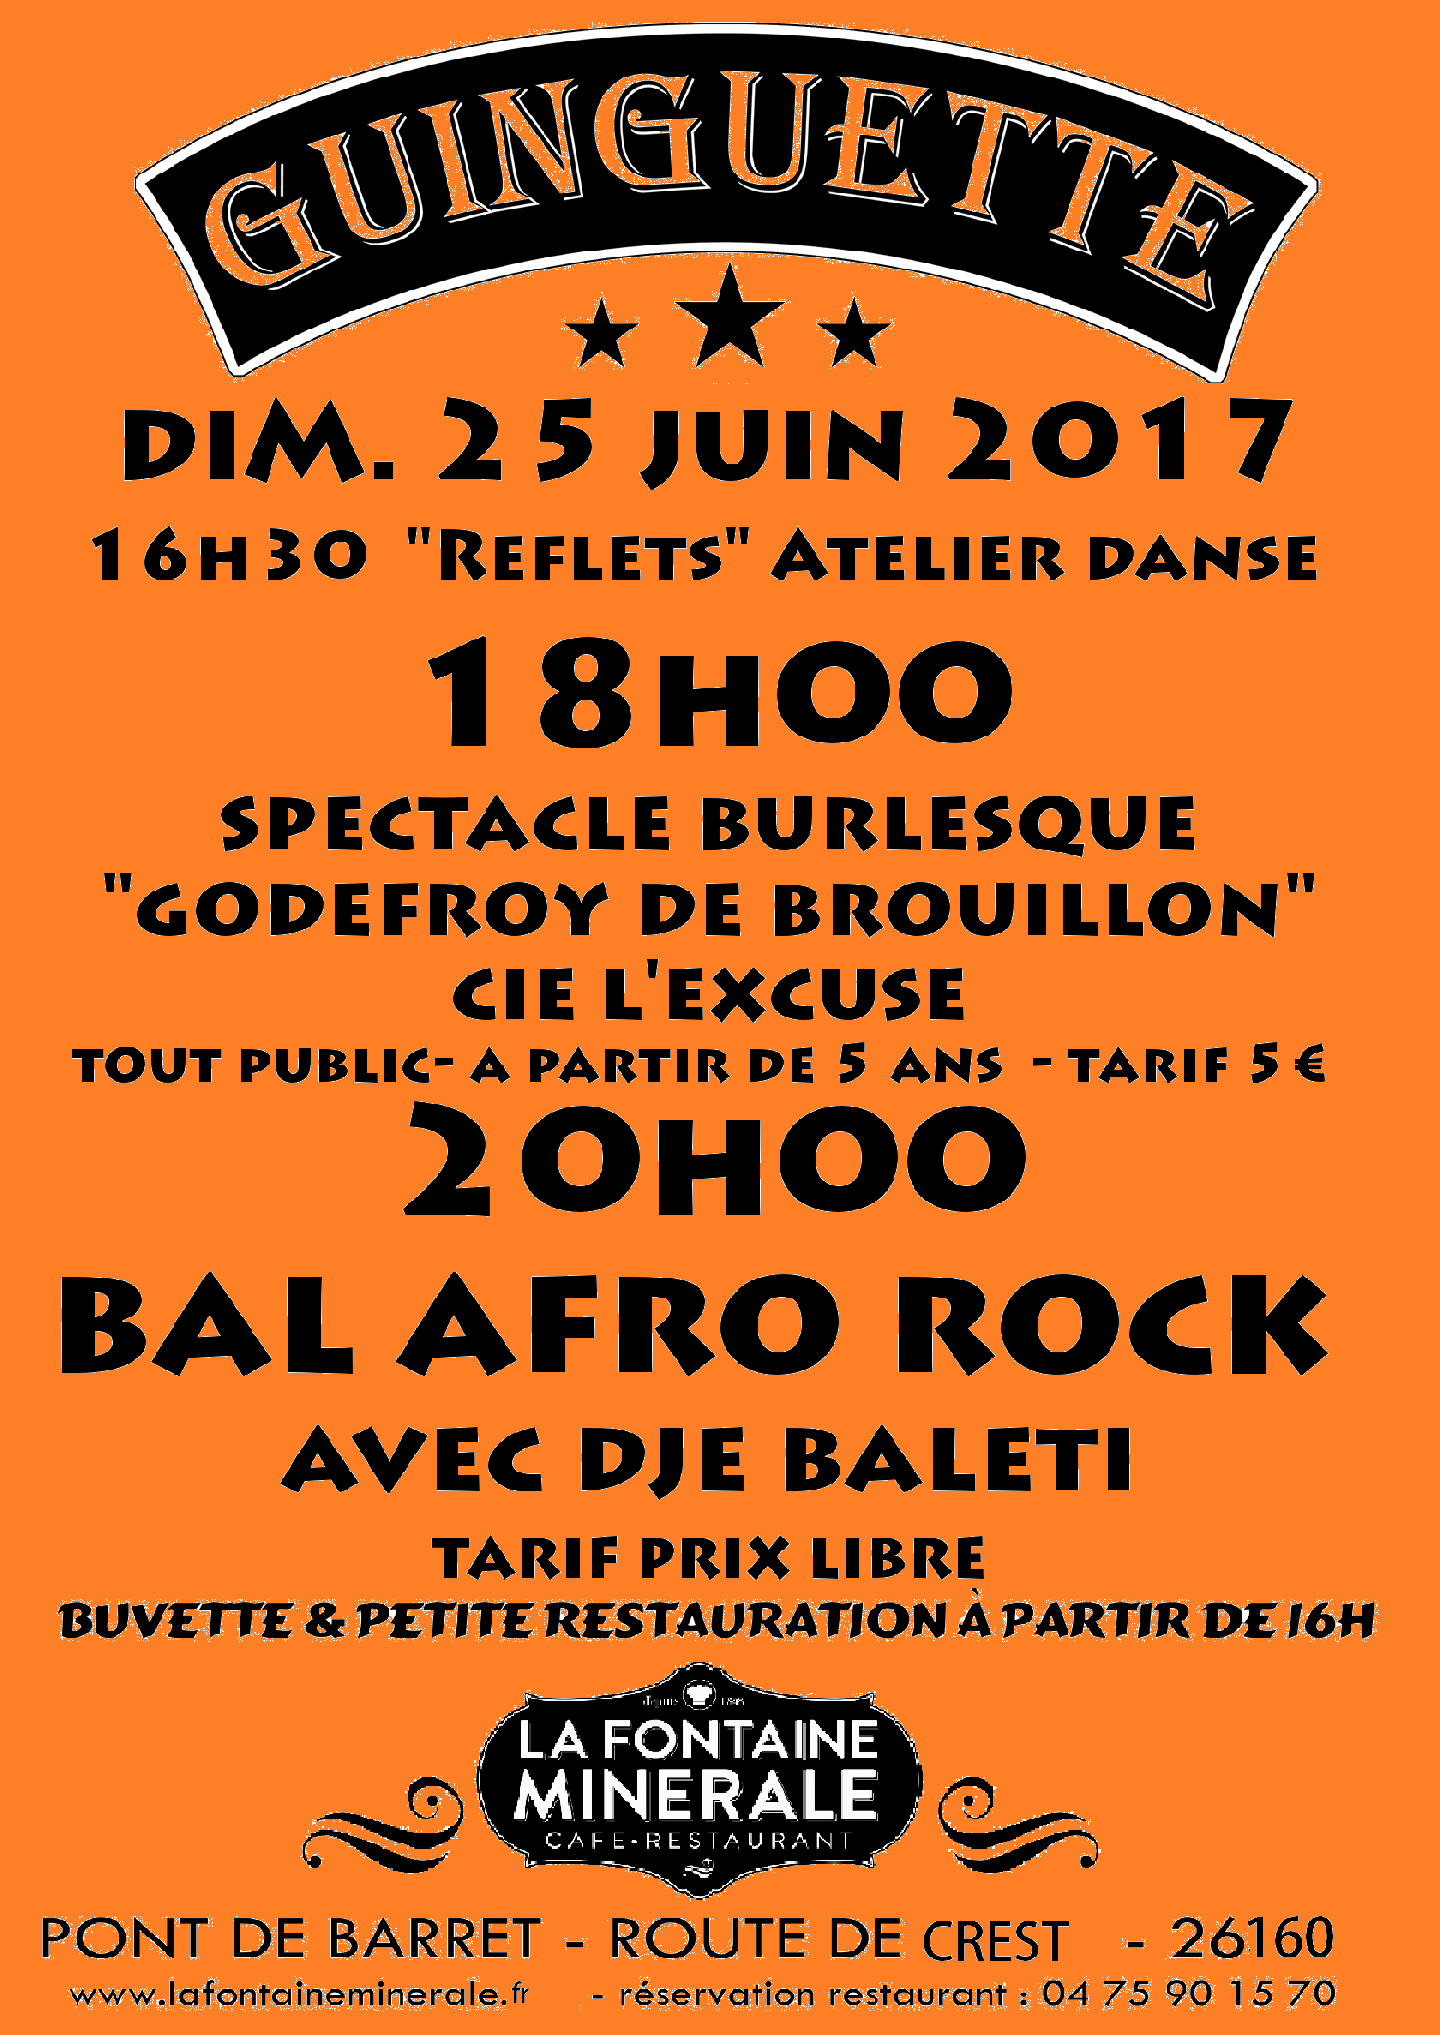 GUINGUETTE
DIM. 25 JUIN 2017
16H30 "REFLETS" ATELIER DANSE
18H00
SPECTACLE BURLESQUE
"GODEFROY DE BROUILLON"
CIE L'EXCUSE
TOUT PUBLIC- A PARTIR DE 5 ANS - TARIF 5 €
20H00
BAL AFRO ROCK
AVEC DJE BALETI
TARIF PRIX LIBRE
BUVETTE & PETITE RESTAURATION À PARTIR DE 16H
depuis
LA FONTAINE
MINERALE
CAFE-RESTAURANT
PONT DE BARRET - ROUTE DE CREST - 26160
www.lafontaineminerale.fr - réservation restaurant : 04 75 90 15 70